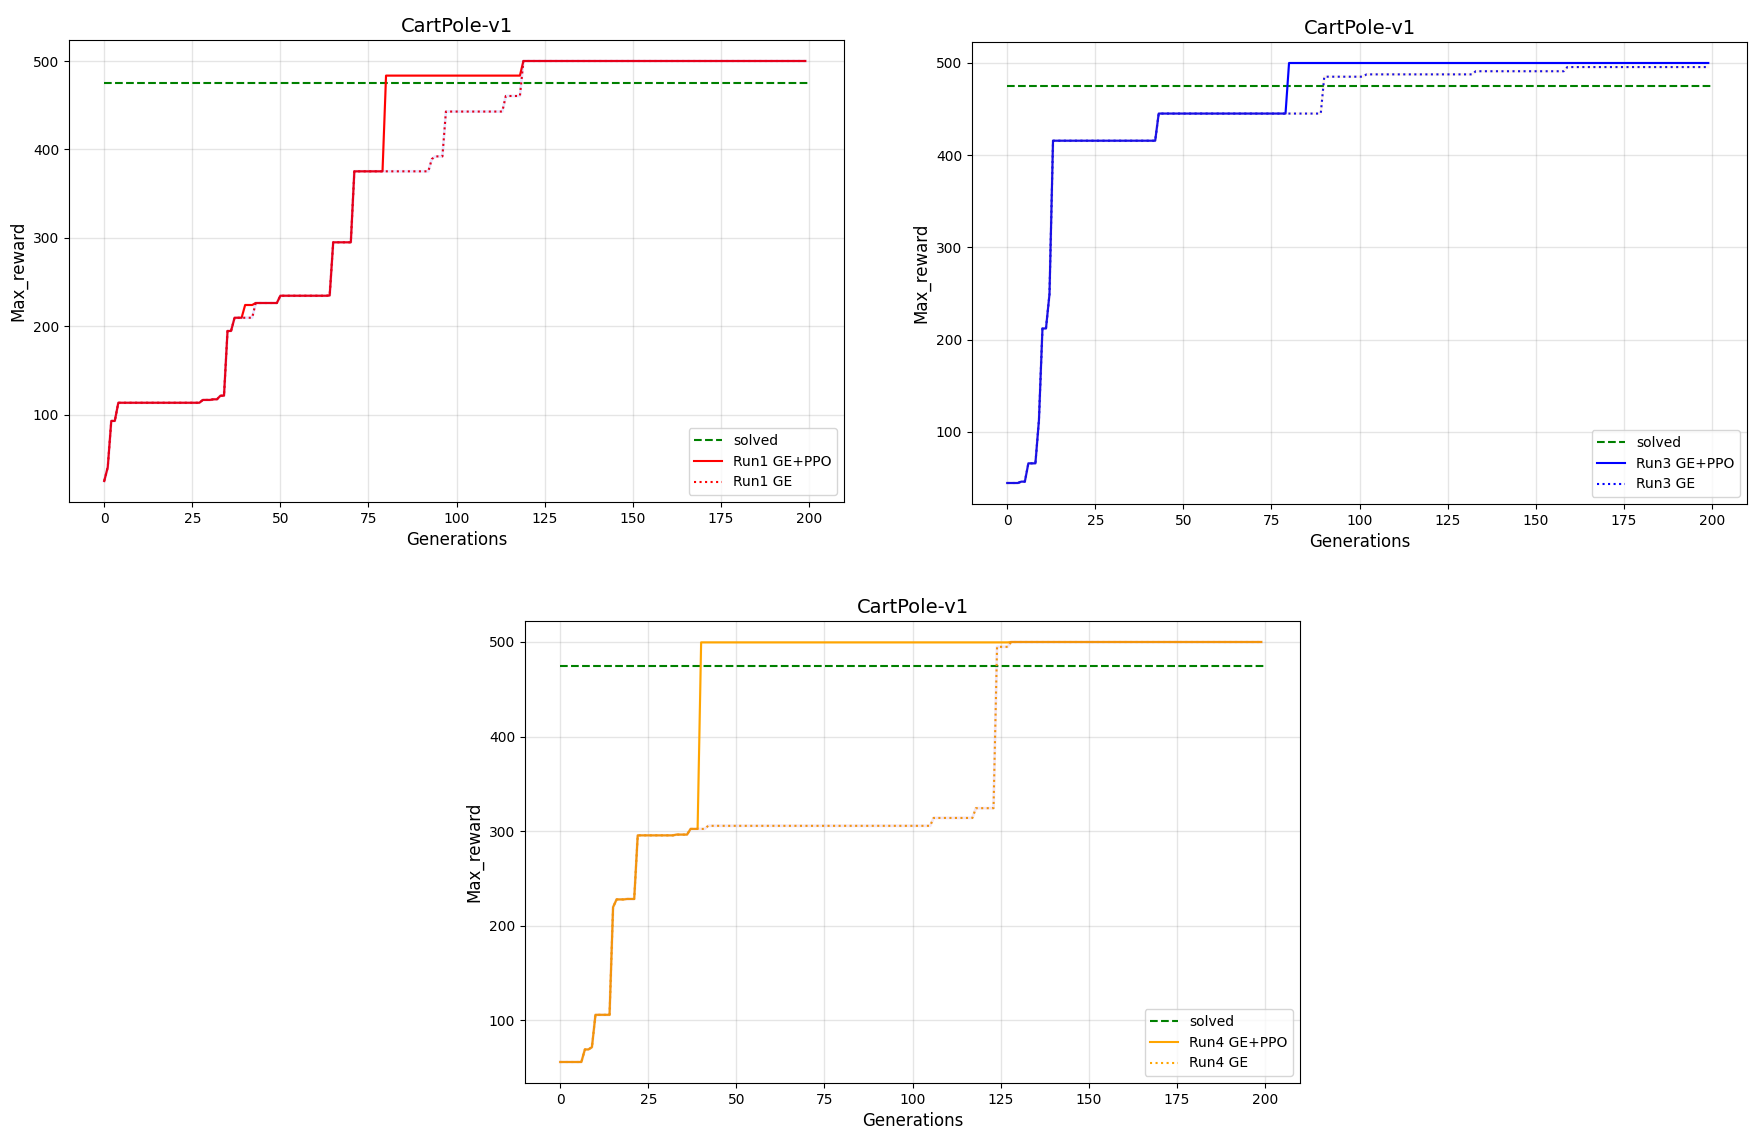 CartPole-v1
Max_reward
500
400
300
200
100
0 25 50 75 100 125 150 175 200
Generations
solved
Run1 GE+PPO
Run1 GE
CartPole-v1
Max_reward
500
400
300
200
100
0 25 50 75 100 125 150 175 200
Generations
solved
Run3 GE+PPO
Run3 GE
CartPole-v1
Max_reward
500
400
300
200
100
0 25 50 75 100 125 150 175 200
Generations
solved
Run4 GE+PPO
Run4 GE